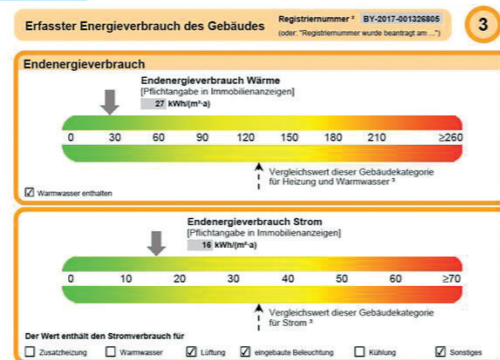 Erfasster Energieverbrauch des Gebäudes
Registriernummer ² BY-2017-001326805
(oder: "Registriernummer wurde beantragt am ...")
3
Endenergieverbrauch
Endenergieverbrauch Wärme
[Pflichtangabe in Immobilienanzeigen]
27 kWh/(m²·a)
0 30 60 90 120 150 180 210 ≥260
Vergleichswert dieser Gebäudekategorie
für Heizung und Warmwasser ³
☑ Warmwasser enthalten
Endenergieverbrauch Strom
[Pflichtangabe in Immobilienanzeigen]
16 kWh/(m²·a)
0 10 20 30 40 50 60 ≥70
Vergleichswert dieser Gebäudekategorie
für Strom ³
Der Wert enthält den Stromverbrauch für
☐ Zusatzheizung ☐ Warmwasser ☑ Lüftung ☑ eingebaute Beleuchtung ☐ Kühlung ☑ Sonstiges